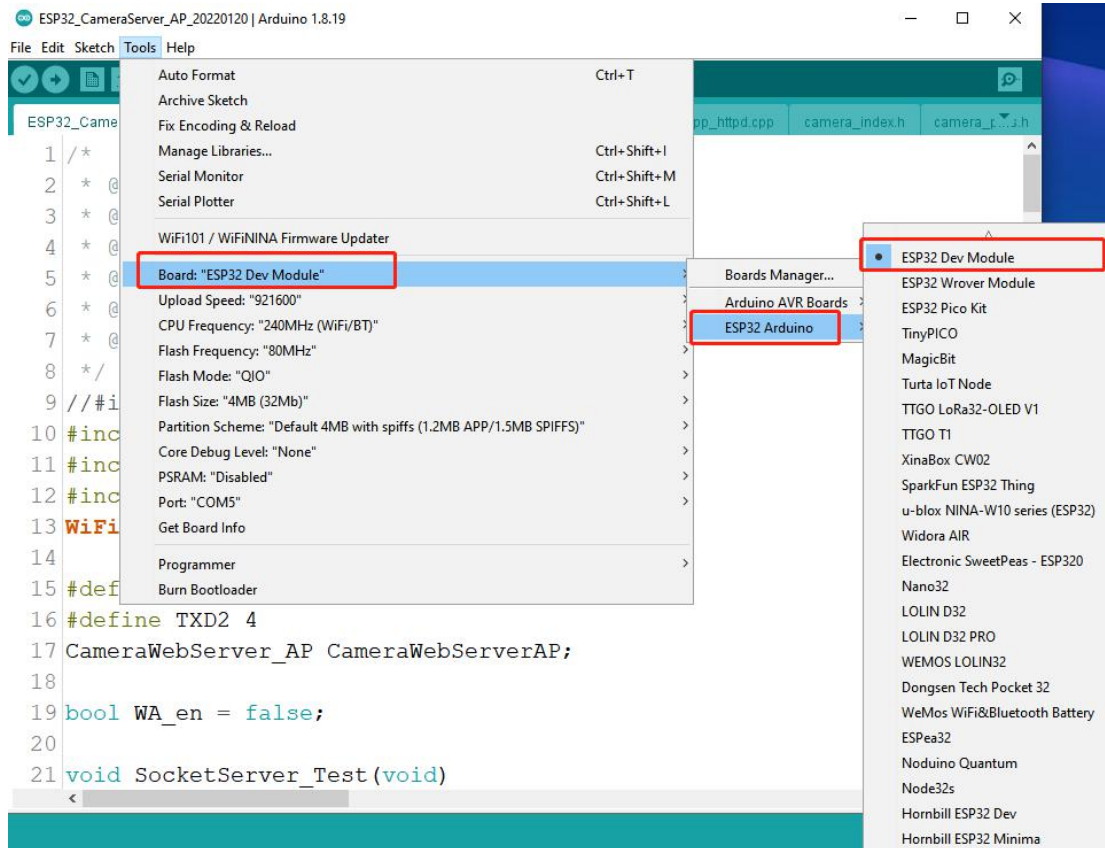 ESP32_CameraServer_AP_20220120 | Arduino 1.8.19
File Edit Sketch Tools Help
ESP32_Came
pp_httpd.cpp camera_index.h
Auto Format Ctrl+T
Archive Sketch
Fix Encoding & Reload
Manage Libraries... Ctrl+Shift+I
Serial Monitor Ctrl+Shift+M
Serial Plotter Ctrl+Shift+L
WiFi101 / WiFiNINA Firmware Updater
Board: "ESP32 Dev Module"
Upload Speed: "921600"
CPU Frequency: "240MHz (WiFi/BT)"
Flash Frequency: "80MHz"
Flash Mode: "QIO"
Flash Size: "4MB (32Mb)"
Partition Scheme: "Default 4MB with spiffs (1.2MB APP/1.5MB SPIFFS)"
Core Debug Level: "None"
PSRAM: "Disabled"
Port: "COM5"
Get Board Info
Programmer
Burn Bootloader
Boards Manager...
Arduino AVR Boards
ESP32 Arduino
ESP32 Dev Module
ESP32 Wrover Module
ESP32 Pico Kit
TinyPICO
MagicBit
Turta IoT Node
TTGO LoRa32-OLED V1
TTGO T1
XinaBox CW02
SparkFun ESP32 Thing
u-blox NINA-W10 series (ESP32)
Widora AIR
Electronic SweetPeas - ESP320
Nano32
LOLIN D32
LOLIN D32 PRO
WEMOS LOLIN32
Dongsen Tech Pocket 32
WeMos WiFi&Bluetooth Battery
ESPea32
Noduino Quantum
Node32s
Hornbill ESP32 Dev
Hornbill ESP32 Minima
1 /*
2 * @
3 * @
4 * @
5 * @
6 * @
7 * @
8 */
9 //#i
10 #inc
11 #inc
12 #inc
13 WiFi
14
15 #def
16 #define TXD2 4
17 CameraWebServer_AP CameraWebServerAP;
18
19 bool WA_en = false;
20
21 void SocketServer_Test(void)